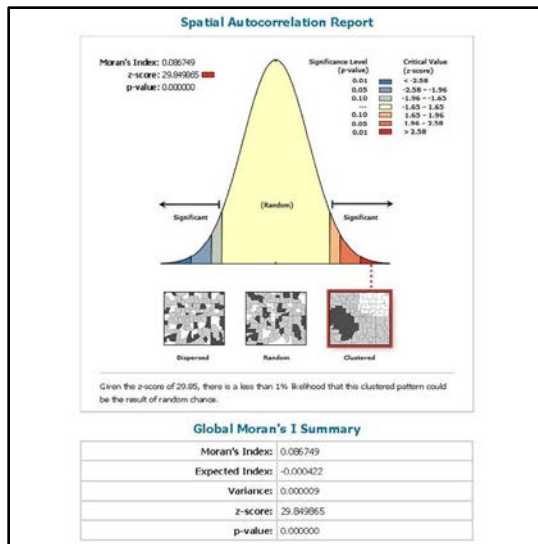 Spatial Autocorrelation Report
Moran's Index: 0.086749
z-score: 29.849865
p-value: 0.000000
Significance Level
(p-value)
0.01
0.05
0.10
---
0.10
0.05
0.01
Critical Value
(z-score)
< -2.58
-2.58 - -1.96
-1.96 - -1.65
-1.65 - 1.65
1.65 - 1.96
1.96 - 2.58
> 2.58
Significant
(Random)
Significant
Dispersed
Random
Clustered
Given the z-score of 29.85, there is a less than 1% likelihood that this clustered pattern could
be the result of random chance.
Global Moran's I Summary
Moran's Index: 0.086749
Expected Index: -0.000422
Variance: 0.000009
z-score: 29.849865
p-value: 0.000000